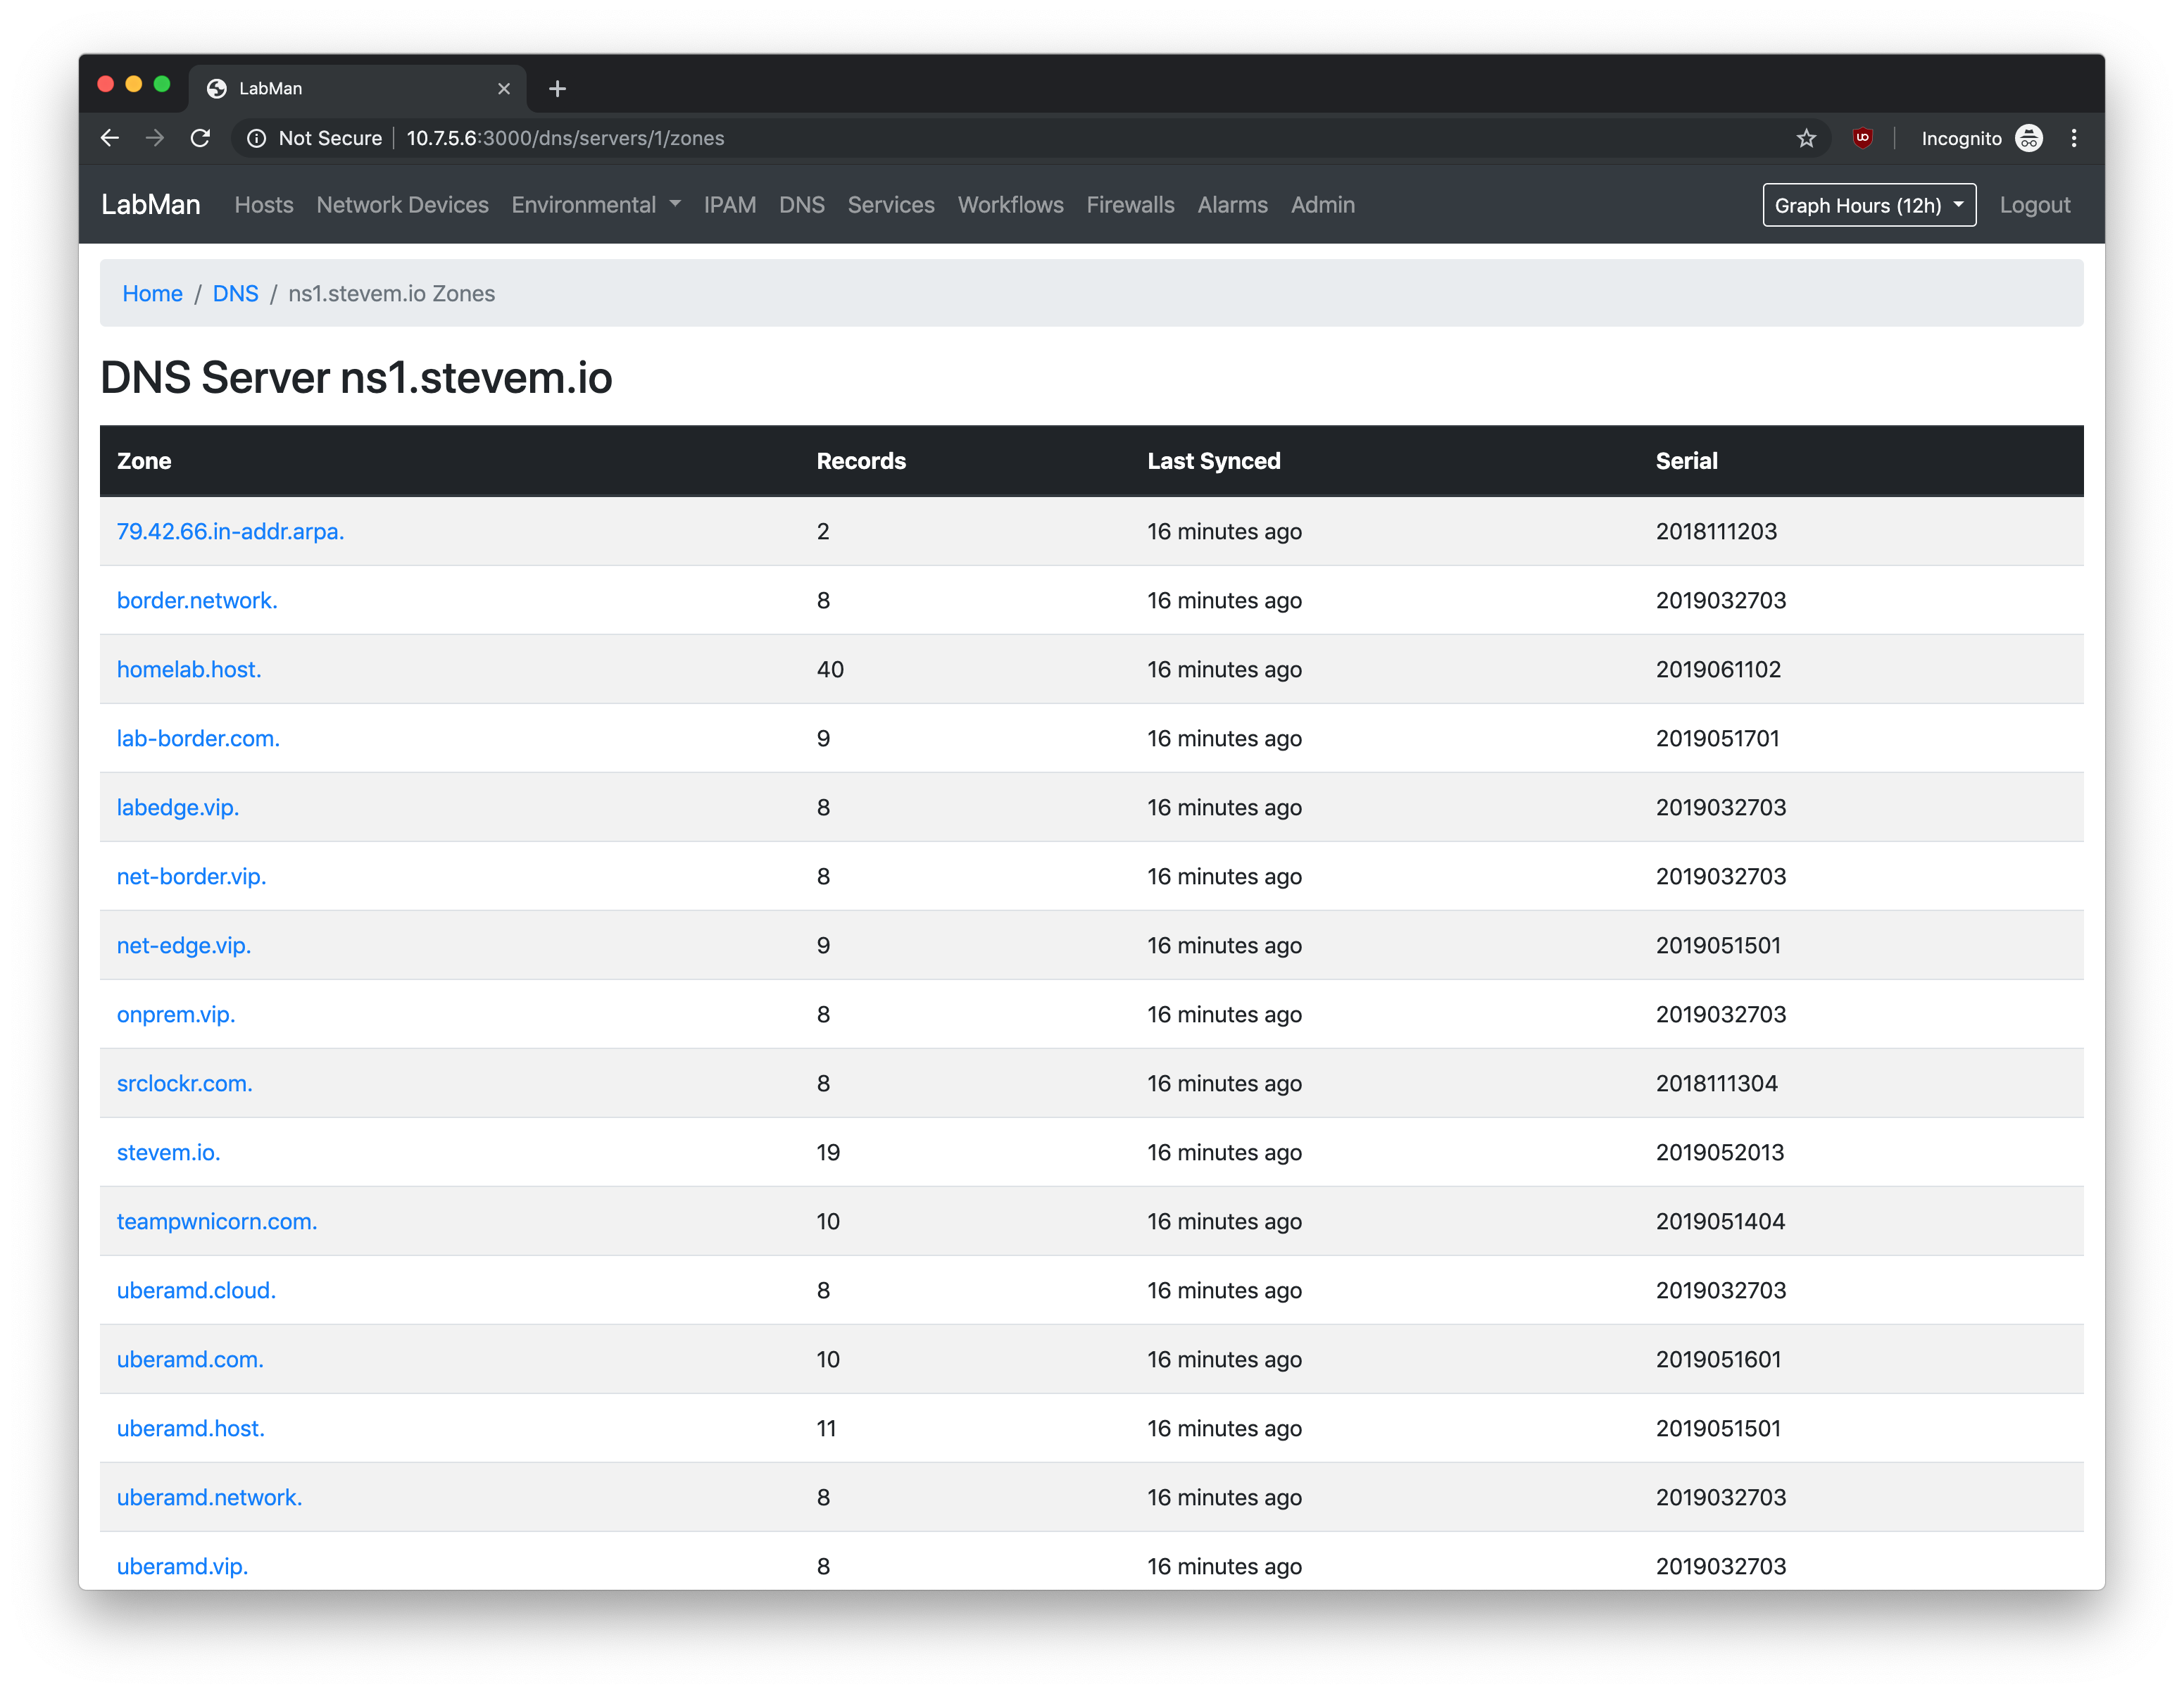 LabMan
Not Secure 10.7.5.6:3000/dns/servers/1/zones Incognito
LabMan Hosts Network Devices Environmental IPAM DNS Services Workflows Firewalls Alarms Admin Graph Hours (12h) Logout
Home / DNS / ns1.stevem.io Zones
DNS Server ns1.stevem.io
Zone Records Last Synced Serial
79.42.66.in-addr.arpa. 2 16 minutes ago 2018111203
border.network. 8 16 minutes ago 2019032703
homelab.host. 40 16 minutes ago 2019061102
lab-border.com. 9 16 minutes ago 2019051701
labedge.vip. 8 16 minutes ago 2019032703
net-border.vip. 8 16 minutes ago 2019032703
net-edge.vip. 9 16 minutes ago 2019051501
onprem.vip. 8 16 minutes ago 2019032703
srclockr.com. 8 16 minutes ago 2018111304
stevem.io. 19 16 minutes ago 2019052013
teampwnicorn.com. 10 16 minutes ago 2019051404
uberamd.cloud. 8 16 minutes ago 2019032703
uberamd.com. 10 16 minutes ago 2019051601
uberamd.host. 11 16 minutes ago 2019051501
uberamd.network. 8 16 minutes ago 2019032703
uberamd.vip. 8 16 minutes ago 2019032703